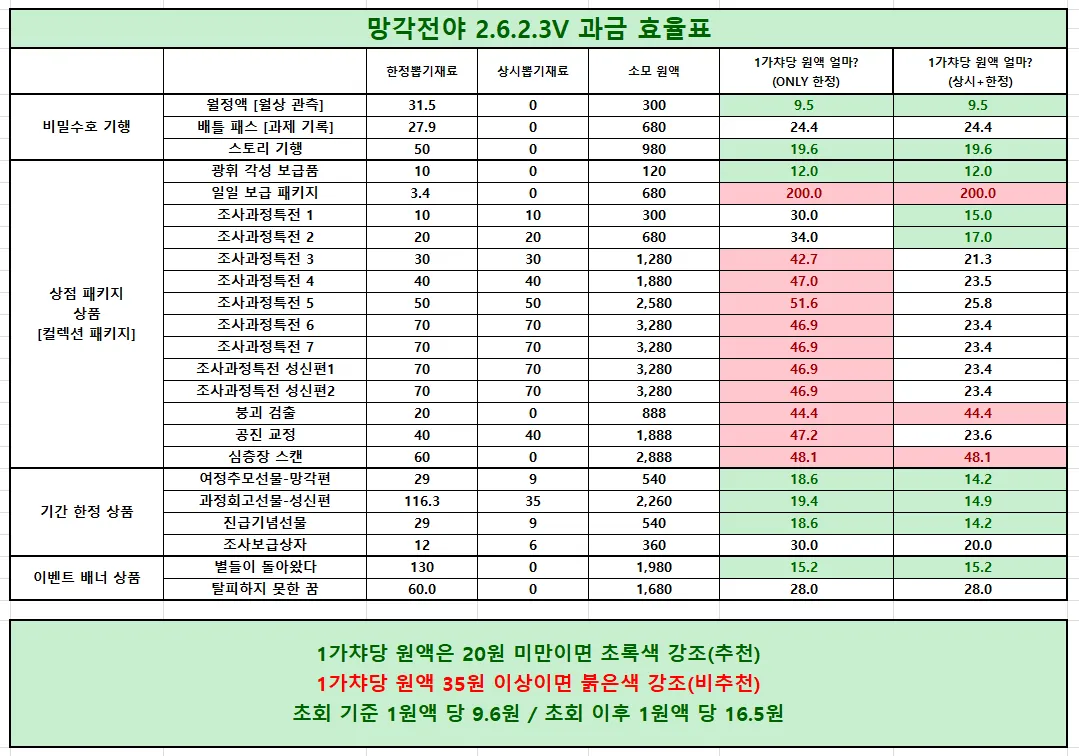 망각전야 2.6.2.3V 과금 효율표
한정뽑기재료 상시뽑기재료 소모 원액 1가챠당 원액 얼마? (ONLY 한정) 1가챠당 원액 얼마? (상시+한정)
비밀수호 기행
월정액 [월상 관측] 31.5 0 300 9.5 9.5
배틀 패스 [과제 기록] 27.9 0 680 24.4 24.4
스토리 기행 50 0 980 19.6 19.6
상점 패키지
상품
[컬렉션 패키지]
광휘 각성 보급품 10 0 120 12.0 12.0
일일 보급 패키지 3.4 0 680 200.0 200.0
조사과정특전 1 10 10 300 30.0 15.0
조사과정특전 2 20 20 680 34.0 17.0
조사과정특전 3 30 30 1,280 42.7 21.3
조사과정특전 4 40 40 1,880 47.0 23.5
조사과정특전 5 50 50 2,580 51.6 25.8
조사과정특전 6 70 70 3,280 46.9 23.4
조사과정특전 7 70 70 3,280 46.9 23.4
조사과정특전 성신편1 70 70 3,280 46.9 23.4
조사과정특전 성신편2 70 70 3,280 46.9 23.4
붕괴 검출 20 0 888 44.4 44.4
공진 교정 40 40 1,888 47.2 23.6
심층장 스캔 60 0 2,888 48.1 48.1
기간 한정 상품
여정추모선물-망각편 29 9 540 18.6 14.2
과정회고선물-성신편 116.3 35 2,260 19.4 14.9
진급기념선물 29 9 540 18.6 14.2
조사보급상자 12 6 360 30.0 20.0
이벤트 배너 상품
별들이 돌아왔다 130 0 1,980 15.2 15.2
탈피하지 못한 꿈 60.0 0 1,680 28.0 28.0
1가챠당 원액은 20원 미만이면 초록색 강조(추천)
1가챠당 원액 35원 이상이면 붉은색 강조(비추천)
초회 기준 1원액 당 9.6원 / 초회 이후 1원액 당 16.5원